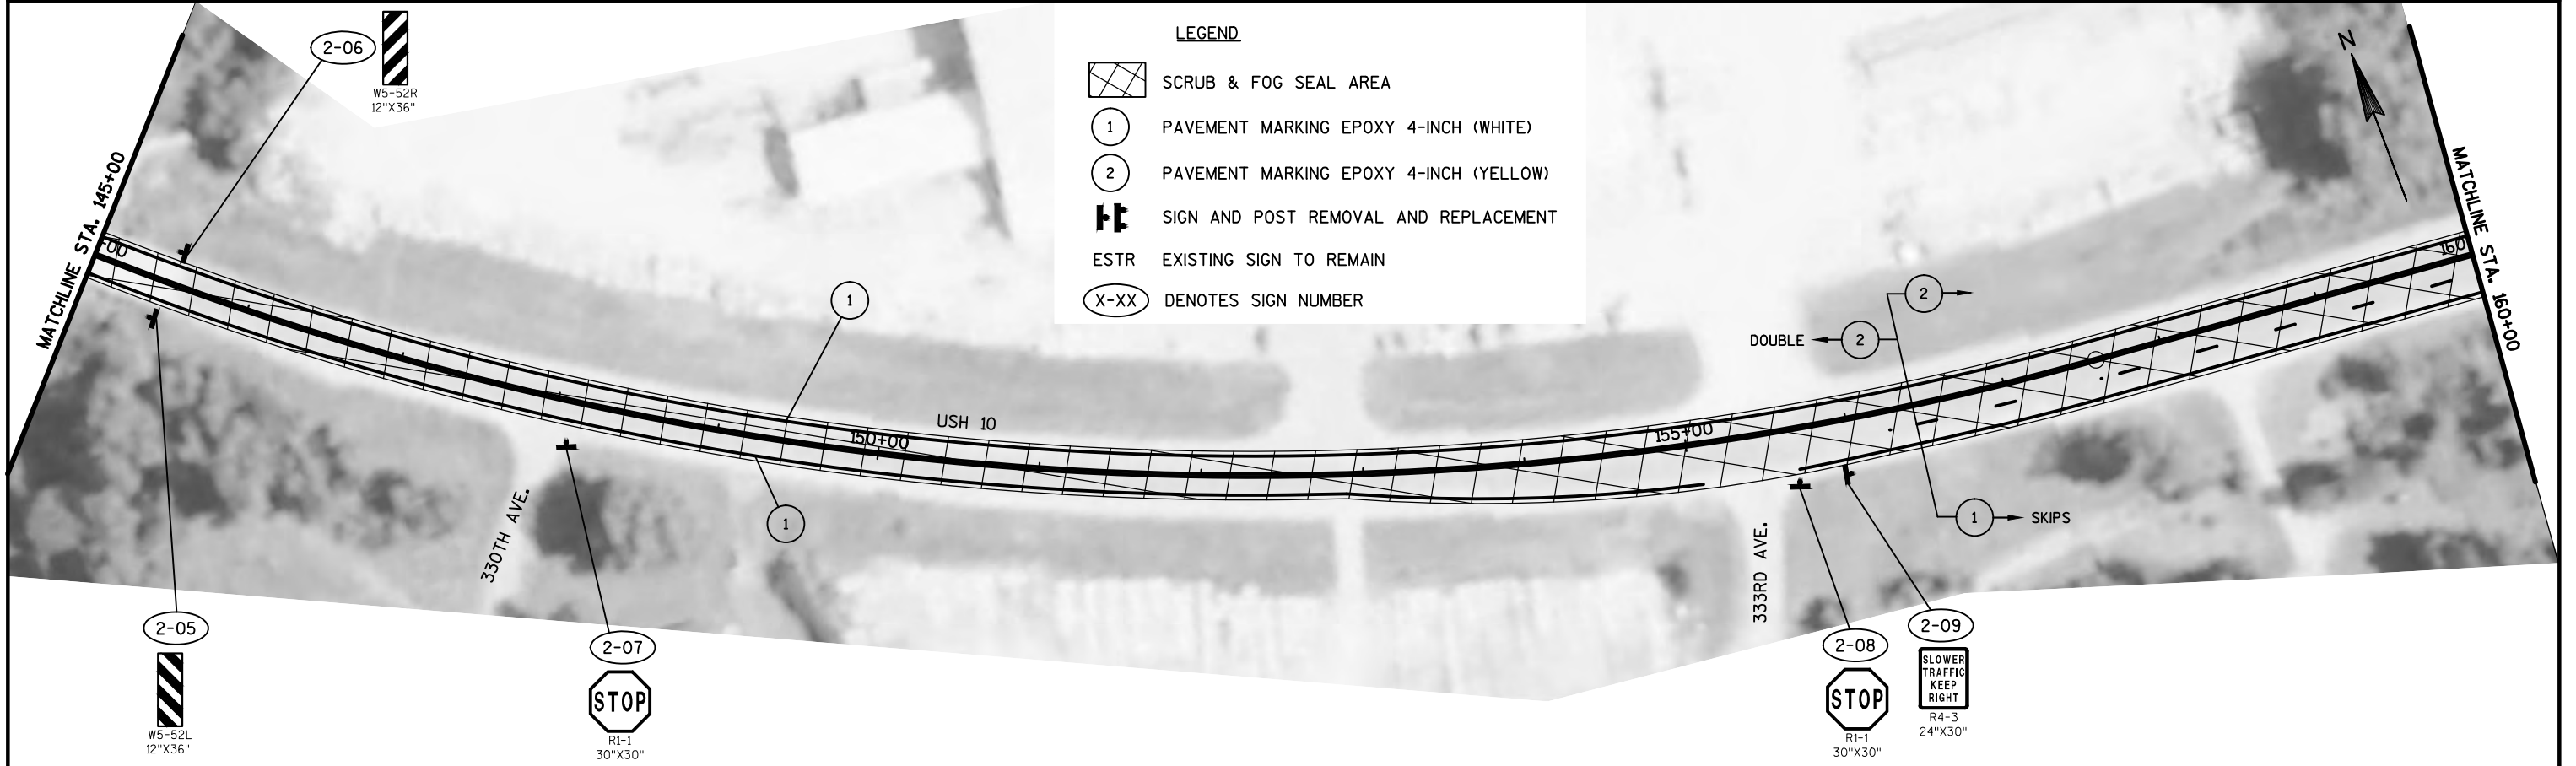 2-06
W5-52R
12"X36"
LEGEND
SCRUB & FOG SEAL AREA
1 PAVEMENT MARKING EPOXY 4-INCH (WHITE)
2 PAVEMENT MARKING EPOXY 4-INCH (YELLOW)
SIGN AND POST REMOVAL AND REPLACEMENT
ESTR EXISTING SIGN TO REMAIN
X-XX DENOTES SIGN NUMBER
N
MATCHLINE STA. 145+00
MATCHLINE STA. 160+00
+00
160
1
2
DOUBLE 2
USH 10
150+00
155+00
1
1 SKIPS
330TH AVE.
333RD AVE.
2-05
W5-52L
12"X36"
2-07
STOP
R1-1
30"X30"
2-08
STOP
R1-1
30"X30"
2-09
SLOWER
TRAFFIC
KEEP
RIGHT
R4-3
24"X30"